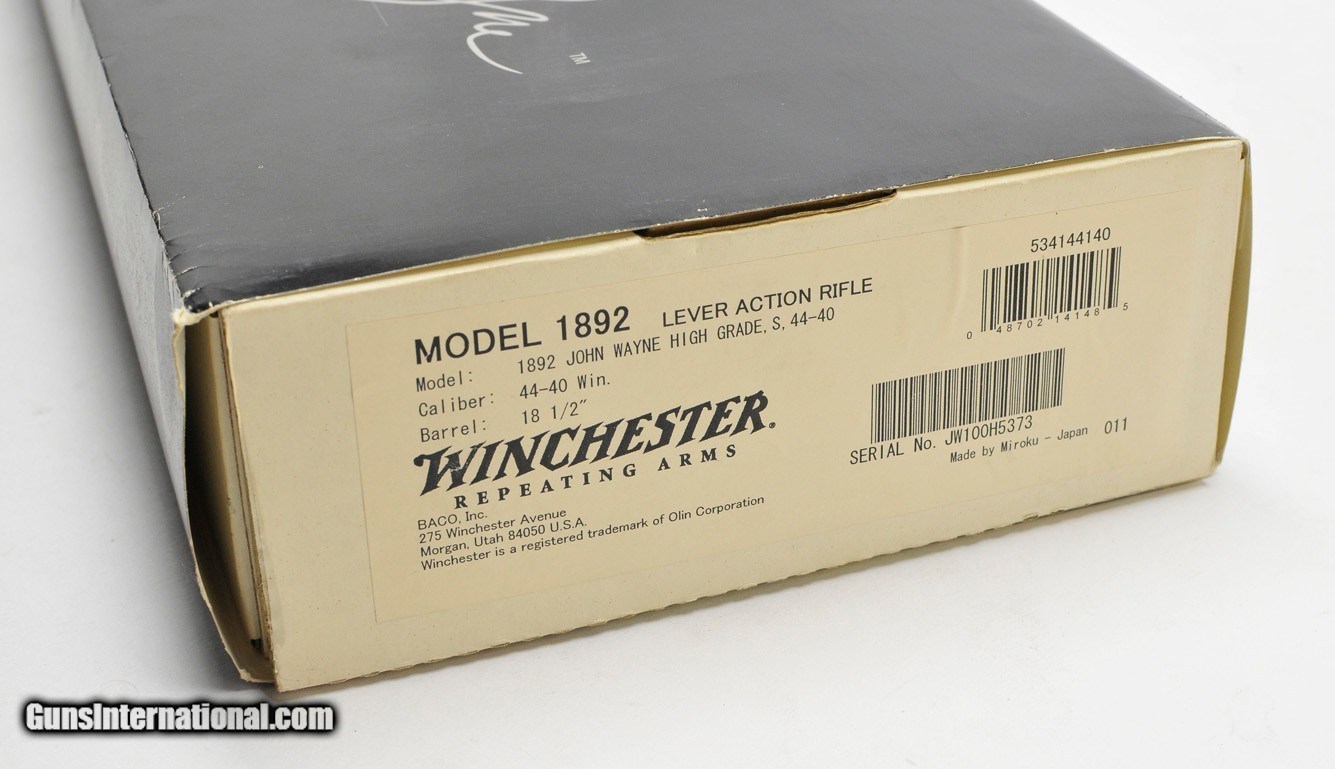 TM
534144140
MODEL 1892 LEVER ACTION RIFLE
Model: 1892 JOHN WAYNE HIGH GRADE, S, 44-40
Caliber: 44-40 Win.
Barrel: 18 1/2"
0 48702 14148 5
WINCHESTER®
REPEATING ARMS
SERIAL No. JW100H5373
Made by Miroku - Japan 011
BACO, Inc.
275 Winchester Avenue
Morgan, Utah 84050 U.S.A.
Winchester is a registered trademark of Olin Corporation
GunsInternational.com